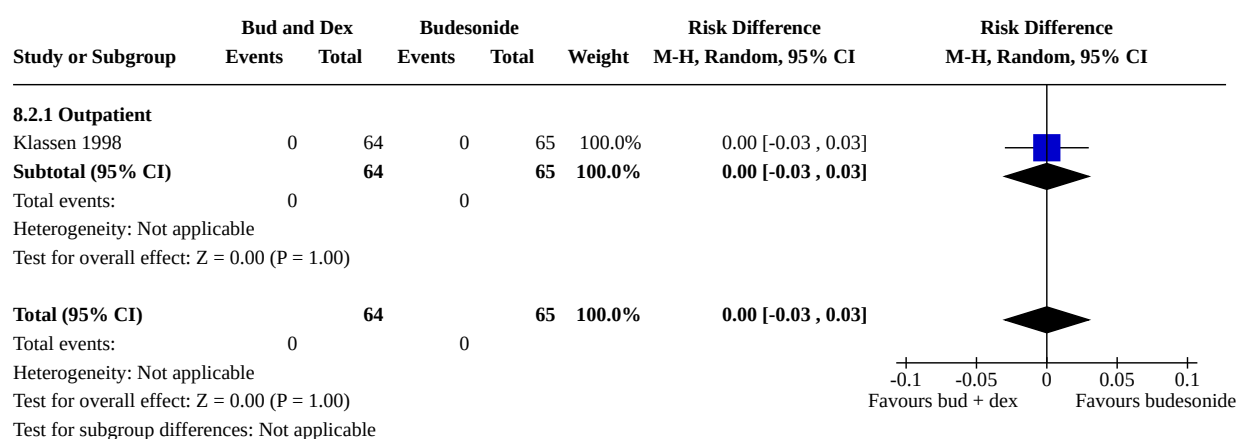 Bud and Dex Budesonide Risk Difference Risk Difference
Study or Subgroup Events Total Events Total Weight M-H, Random, 95% CI M-H, Random, 95% CI
8.2.1 Outpatient
Klassen 1998 0 64 0 65 100.0% 0.00 [-0.03 , 0.03]
Subtotal (95% CI) 64 65 100.0% 0.00 [-0.03 , 0.03]
Total events: 0 0
Heterogeneity: Not applicable
Test for overall effect: Z = 0.00 (P = 1.00)
Total (95% CI) 64 65 100.0% 0.00 [-0.03 , 0.03]
Total events: 0 0
Heterogeneity: Not applicable
-0.1 -0.05 0 0.05 0.1
Test for overall effect: Z = 0.00 (P = 1.00) Favours bud + dex Favours budesonide
Test for subgroup differences: Not applicable